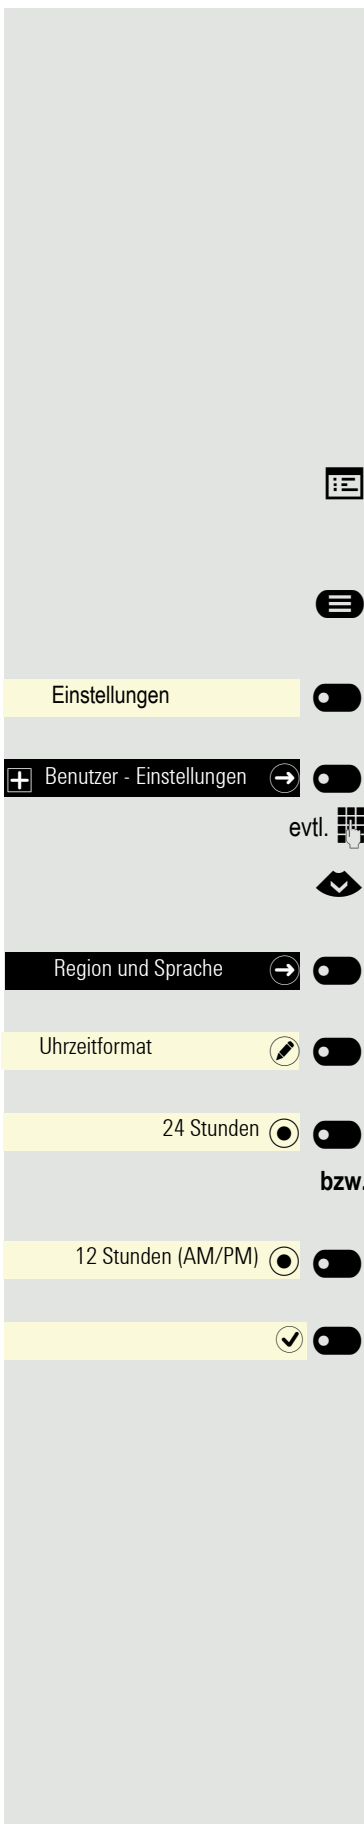 Einstellungen
Benutzer - Einstellungen
evtl.
Region und Sprache
Uhrzeitformat
24 Stunden
bzw.
12 Stunden (AM/PM)